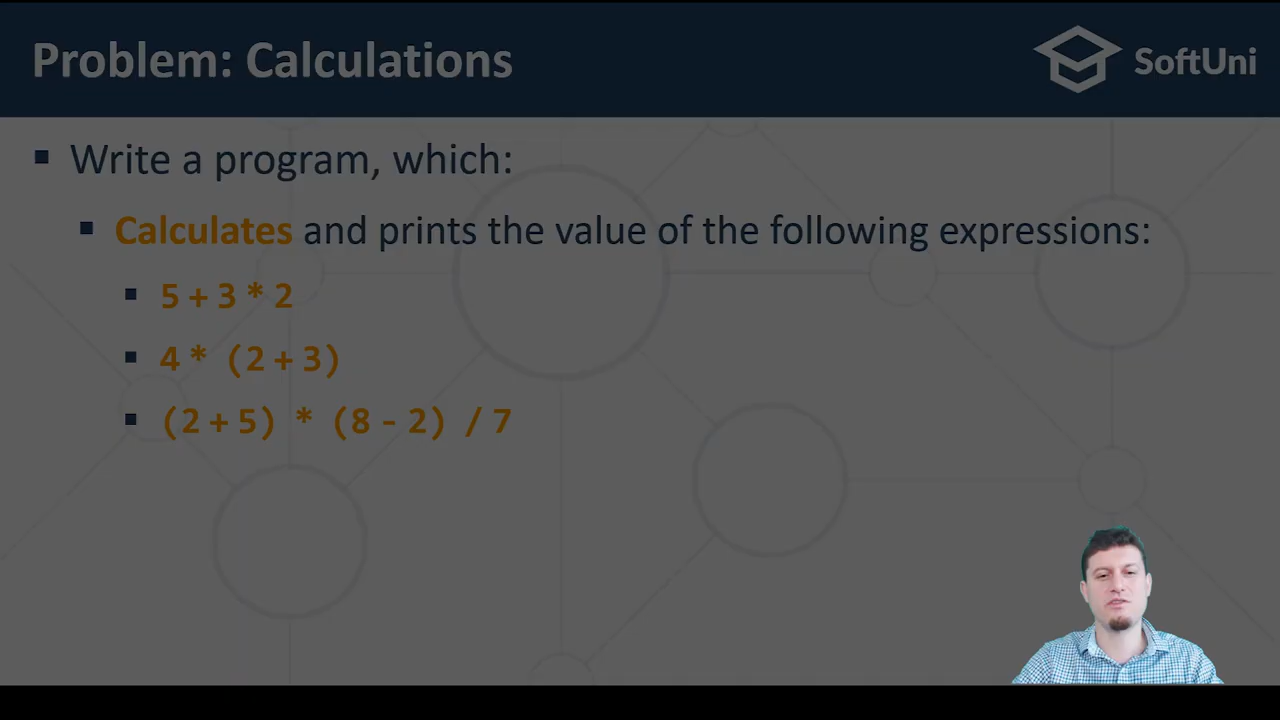 Problem: Calculations
SoftUni
▪ Write a program, which:
▪ Calculates and prints the value of the following expressions:
▪ 5 + 3 * 2
▪ 4 * (2 + 3)
▪ (2 + 5) * (8 - 2) / 7